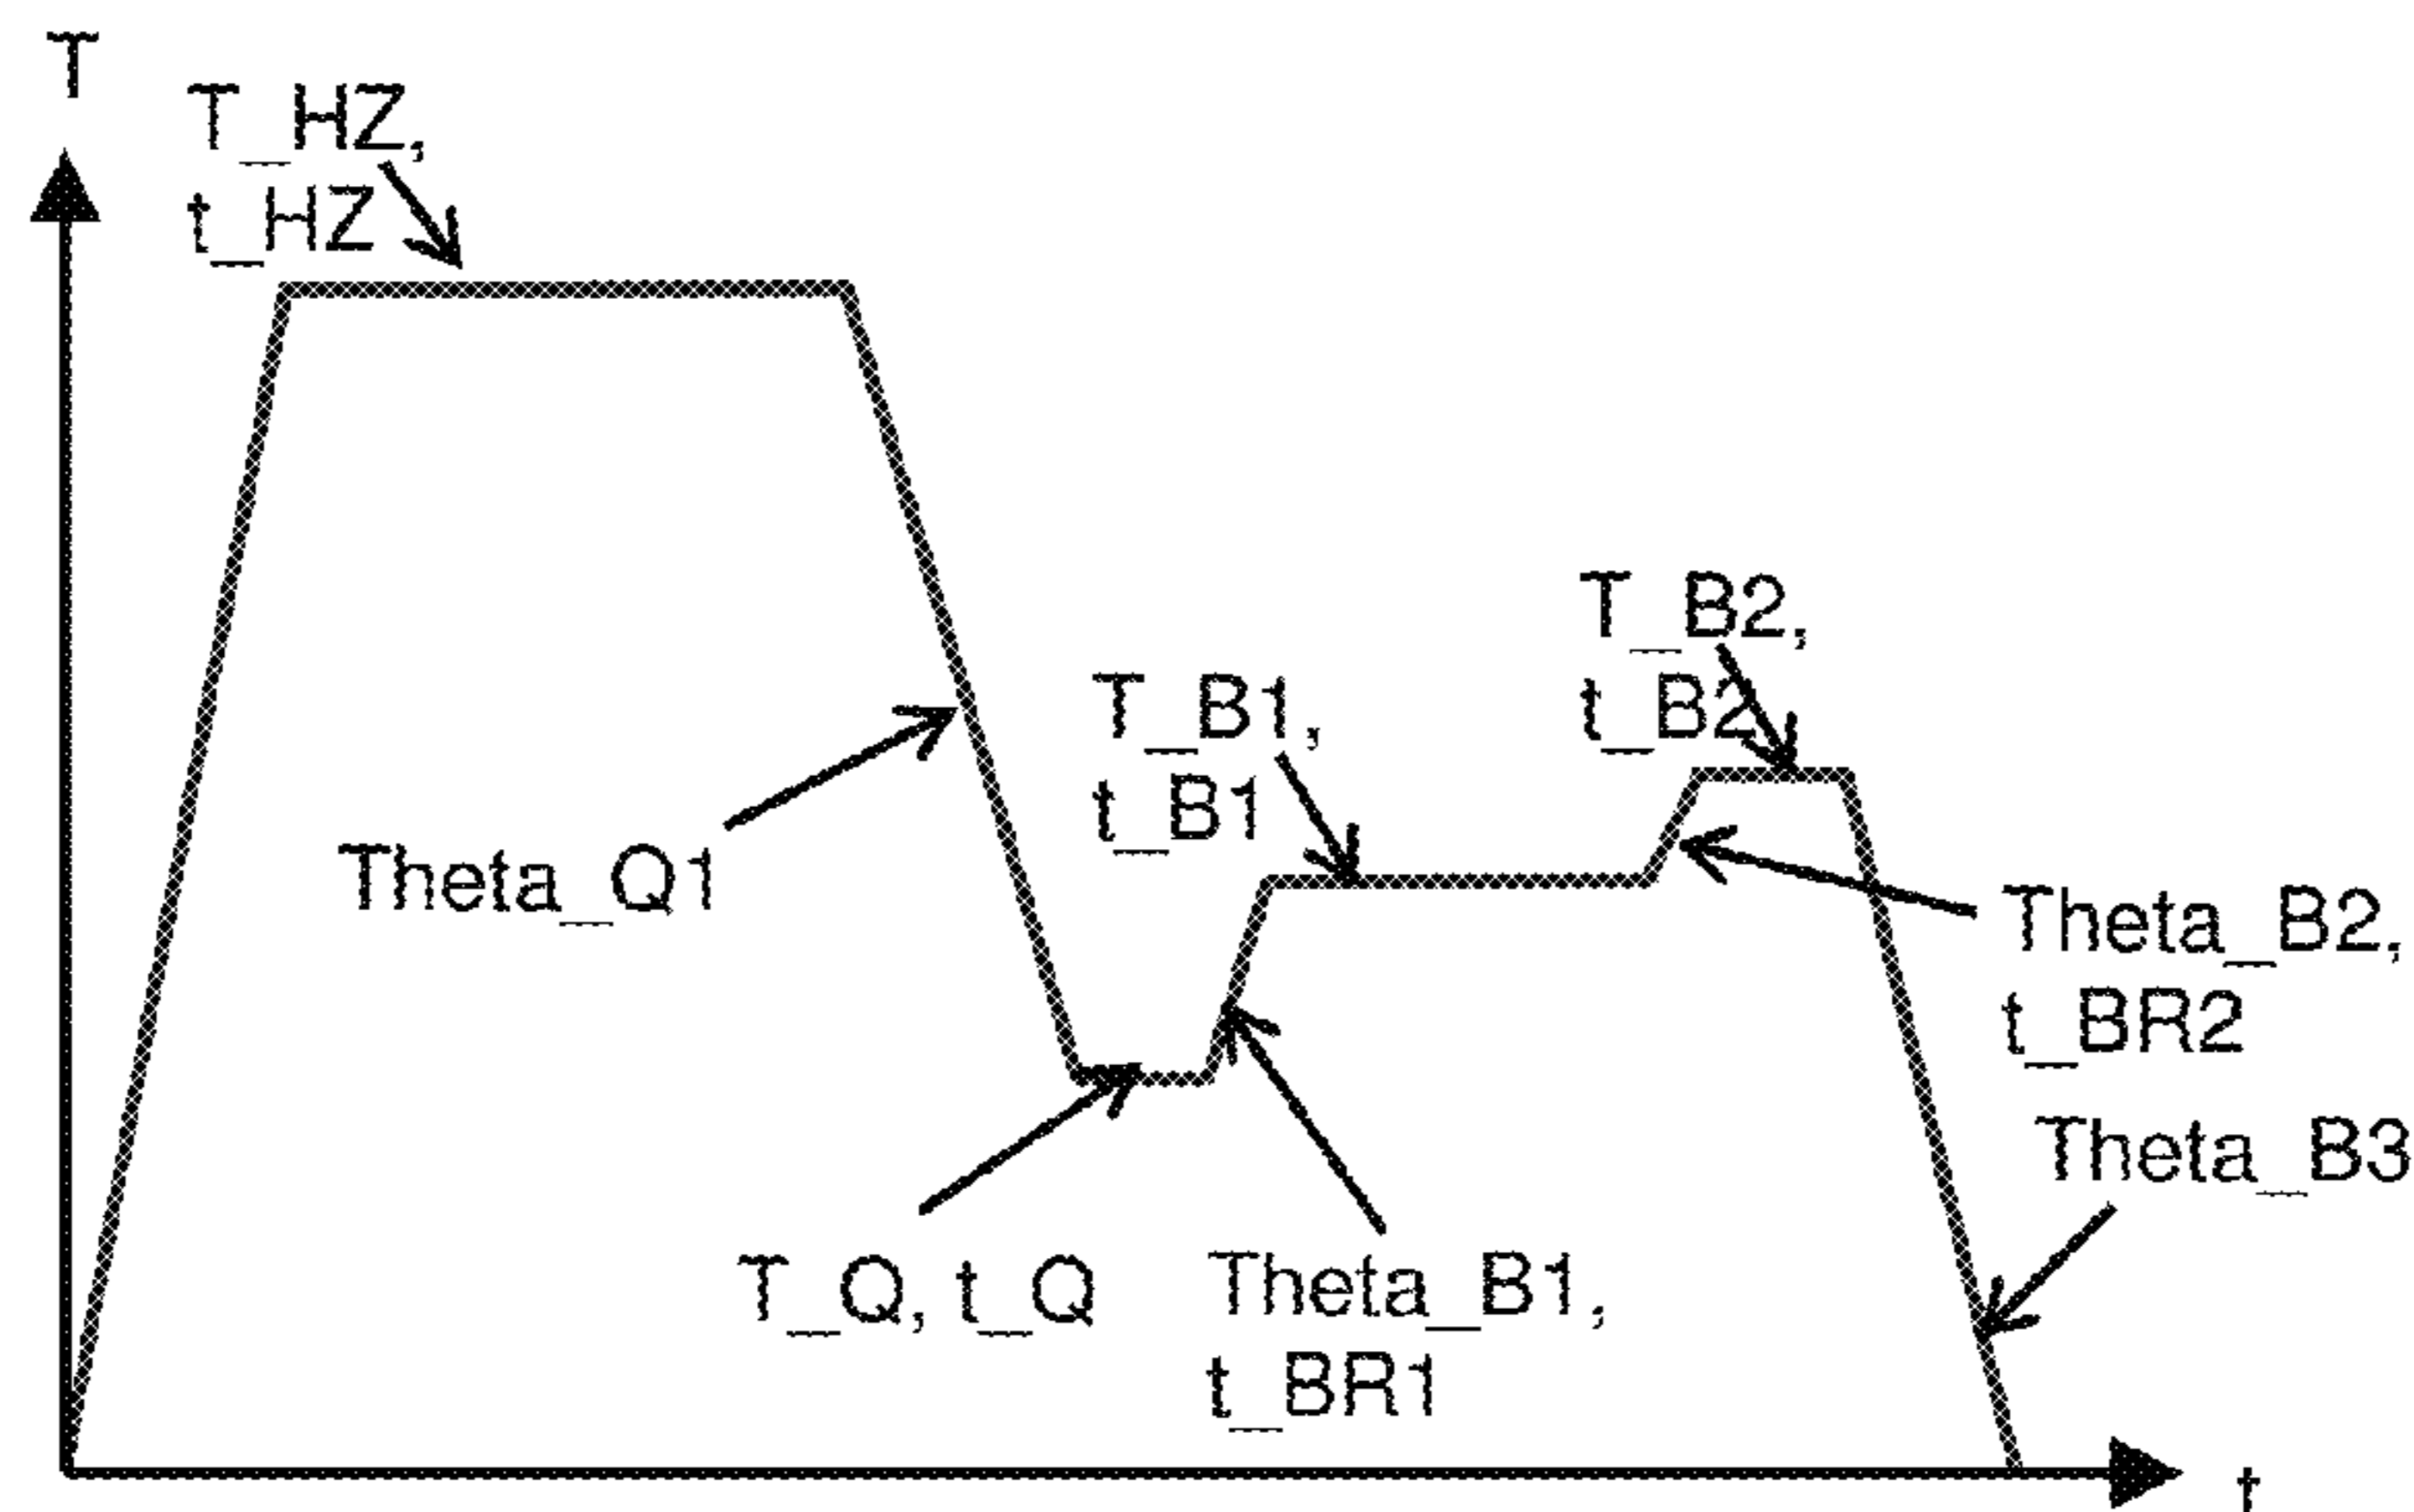 T
T_HZ,
t_HZ
T_B2,
t_B2
T_B1,
t_B1
Theta_Q1
Theta_B2,
t_BR2
Theta_B3
T_Q, t_Q
Theta_B1,
t_BR1
t